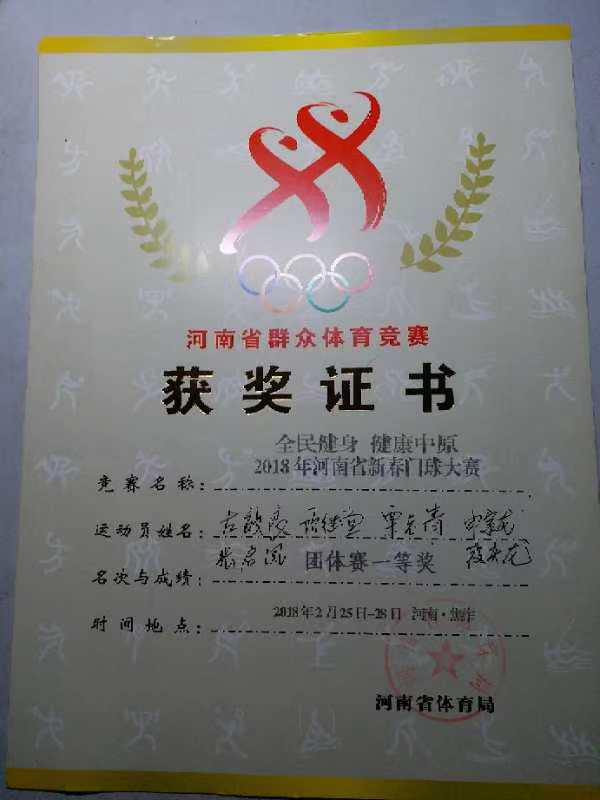 河南省群众体育竞赛
获奖证书
全民健身 健康中原
竞赛名称：2018年河南省新春门球大赛
运动员姓名：
名次与成绩：团体赛一等奖
时间地点：2018年2月25日-28日 河南·焦作
河南省体育局